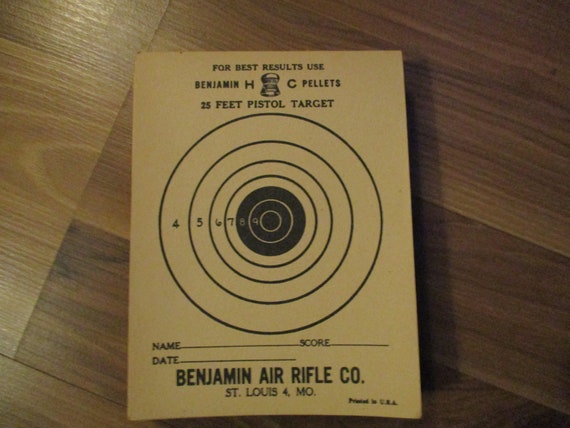 FOR BEST RESULTS USE
BENJAMIN H C PELLETS
25 FEET PISTOL TARGET
4 5 6 7 8 9
NAME SCORE
DATE
BENJAMIN AIR RIFLE CO.
ST. LOUIS 4, MO.
Printed in U.S.A.